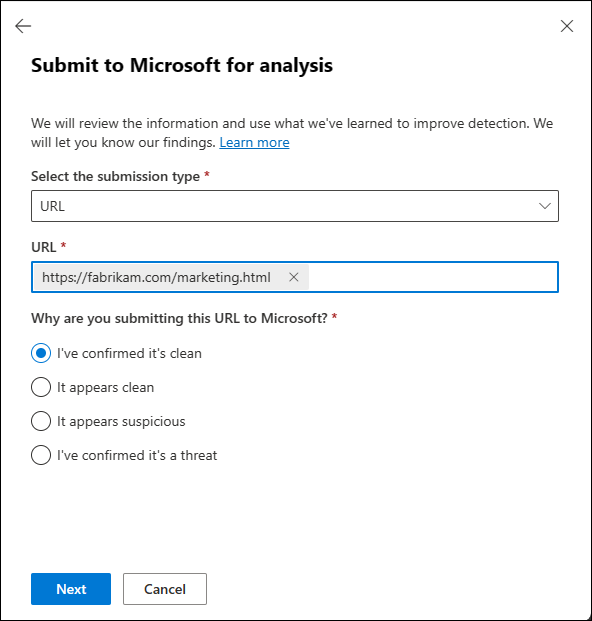 Submit to Microsoft for analysis
We will review the information and use what we've learned to improve detection. We
will let you know our findings. Learn more
Select the submission type *
URL
URL *
https://fabrikam.com/marketing.html
Why are you submitting this URL to Microsoft? *
I've confirmed it's clean
It appears clean
It appears suspicious
I've confirmed it's a threat
Next Cancel